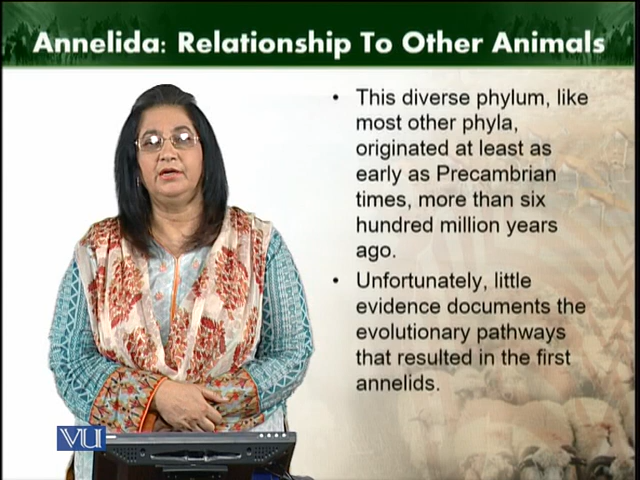 Annelida: Relationship To Other Animals
• This diverse phylum, like
most other phyla,
originated at least as
early as Precambrian
times, more than six
hundred million years
ago.
• Unfortunately, little
evidence documents the
evolutionary pathways
that resulted in the first
annelids.
VU